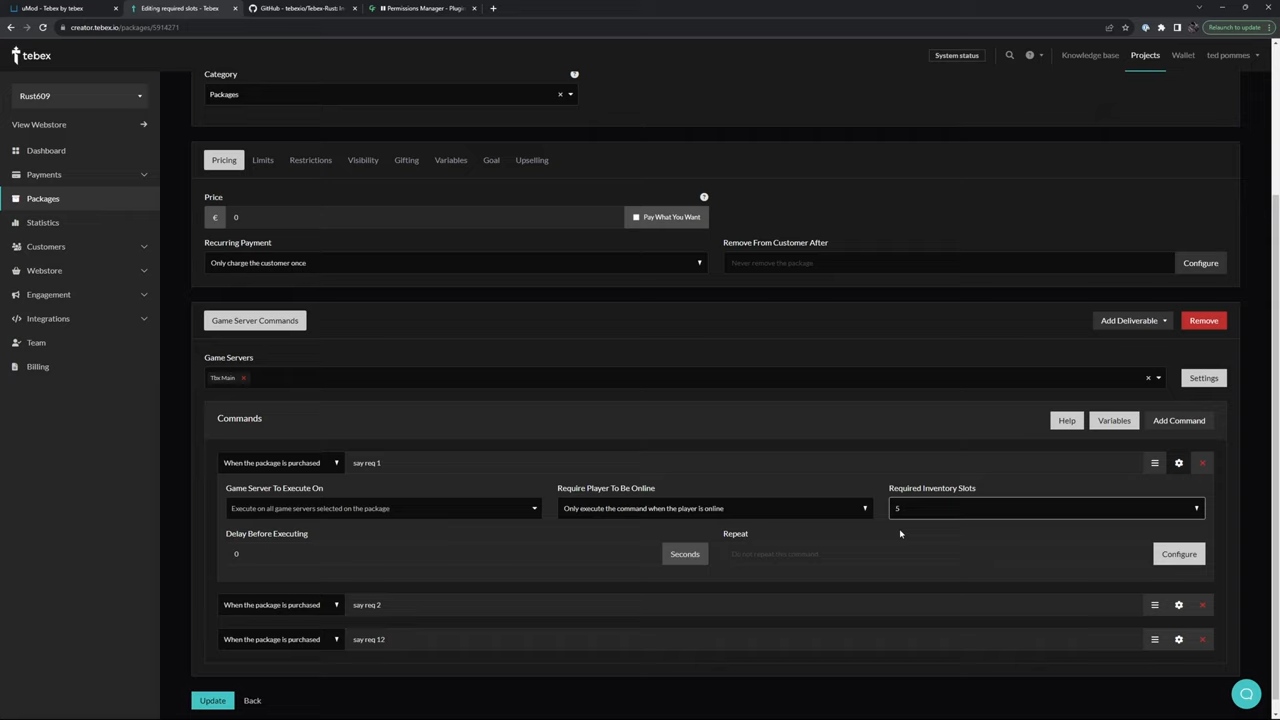 uMod - Tebex by tebex
Editing required slots - Tebex
GitHub - tebexio/Tebex-Rust: In
Permissions Manager - Plugin
creator.tebex.io/packages/5914271
Relaunch to update
tebex
System status
Knowledge base
Projects
Wallet
ted pommes
Rust609
View Webstore
Dashboard
Payments
Packages
Statistics
Customers
Webstore
Engagement
Integrations
Team
Billing
Category
Packages
Pricing Limits Restrictions Visibility Gifting Variables Goal Upselling
Price
€ 0 Pay What You Want
Recurring Payment Remove From Customer After
Only charge the customer once Never remove the package Configure
Game Server Commands Add Deliverable Remove
Game Servers
Tbx Main Settings
Commands Help Variables Add Command
When the package is purchased say req 1
Game Server To Execute On Require Player To Be Online Required Inventory Slots
Execute on all game servers selected on the package Only execute the command when the player is online 5
Delay Before Executing Repeat
0 Seconds Do not repeat this command Configure
When the package is purchased say req 2
When the package is purchased say req 12
Update Back